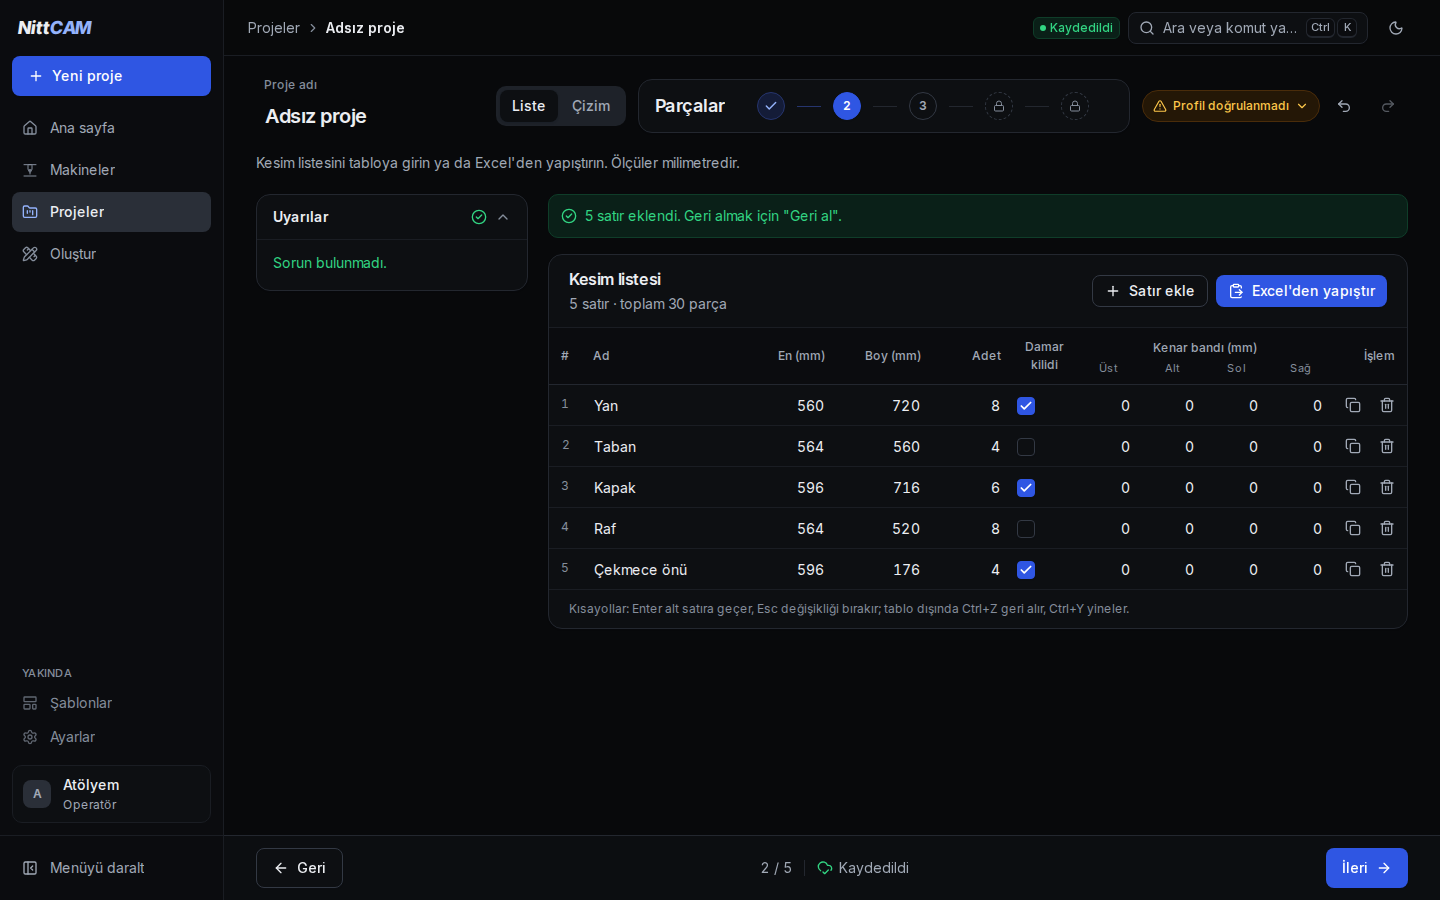 NittCAM
Yeni proje
Ana sayfa
Makineler
Projeler
Oluştur
YAKINDA
Şablonlar
Ayarlar
A
Atölyem
Operatör
Menüyü daralt
Projeler > Adsız proje
Kaydedildi
Ara veya komut ya... Ctrl K
Proje adı
Adsız proje
Liste Çizim
Parçalar 2 3
Profil doğrulanmadı
Kesim listesini tabloya girin ya da Excel'den yapıştırın. Ölçüler milimetredir.
Uyarılar
Sorun bulunmadı.
5 satır eklendi. Geri almak için "Geri al".
Kesim listesi
5 satır · toplam 30 parça
Satır ekle
Excel'den yapıştır
# Ad En (mm) Boy (mm) Adet Damar kilidi Kenar bandı (mm) İşlem
Üst Alt Sol Sağ
1 Yan 560 720 8 0 0 0 0
2 Taban 564 560 4 0 0 0 0
3 Kapak 596 716 6 0 0 0 0
4 Raf 564 520 8 0 0 0 0
5 Çekmece önü 596 176 4 0 0 0 0
Kısayollar: Enter alt satıra geçer, Esc değişikliği bırakır; tablo dışında Ctrl+Z geri alır, Ctrl+Y yineler.
Geri
2 / 5
Kaydedildi
İleri